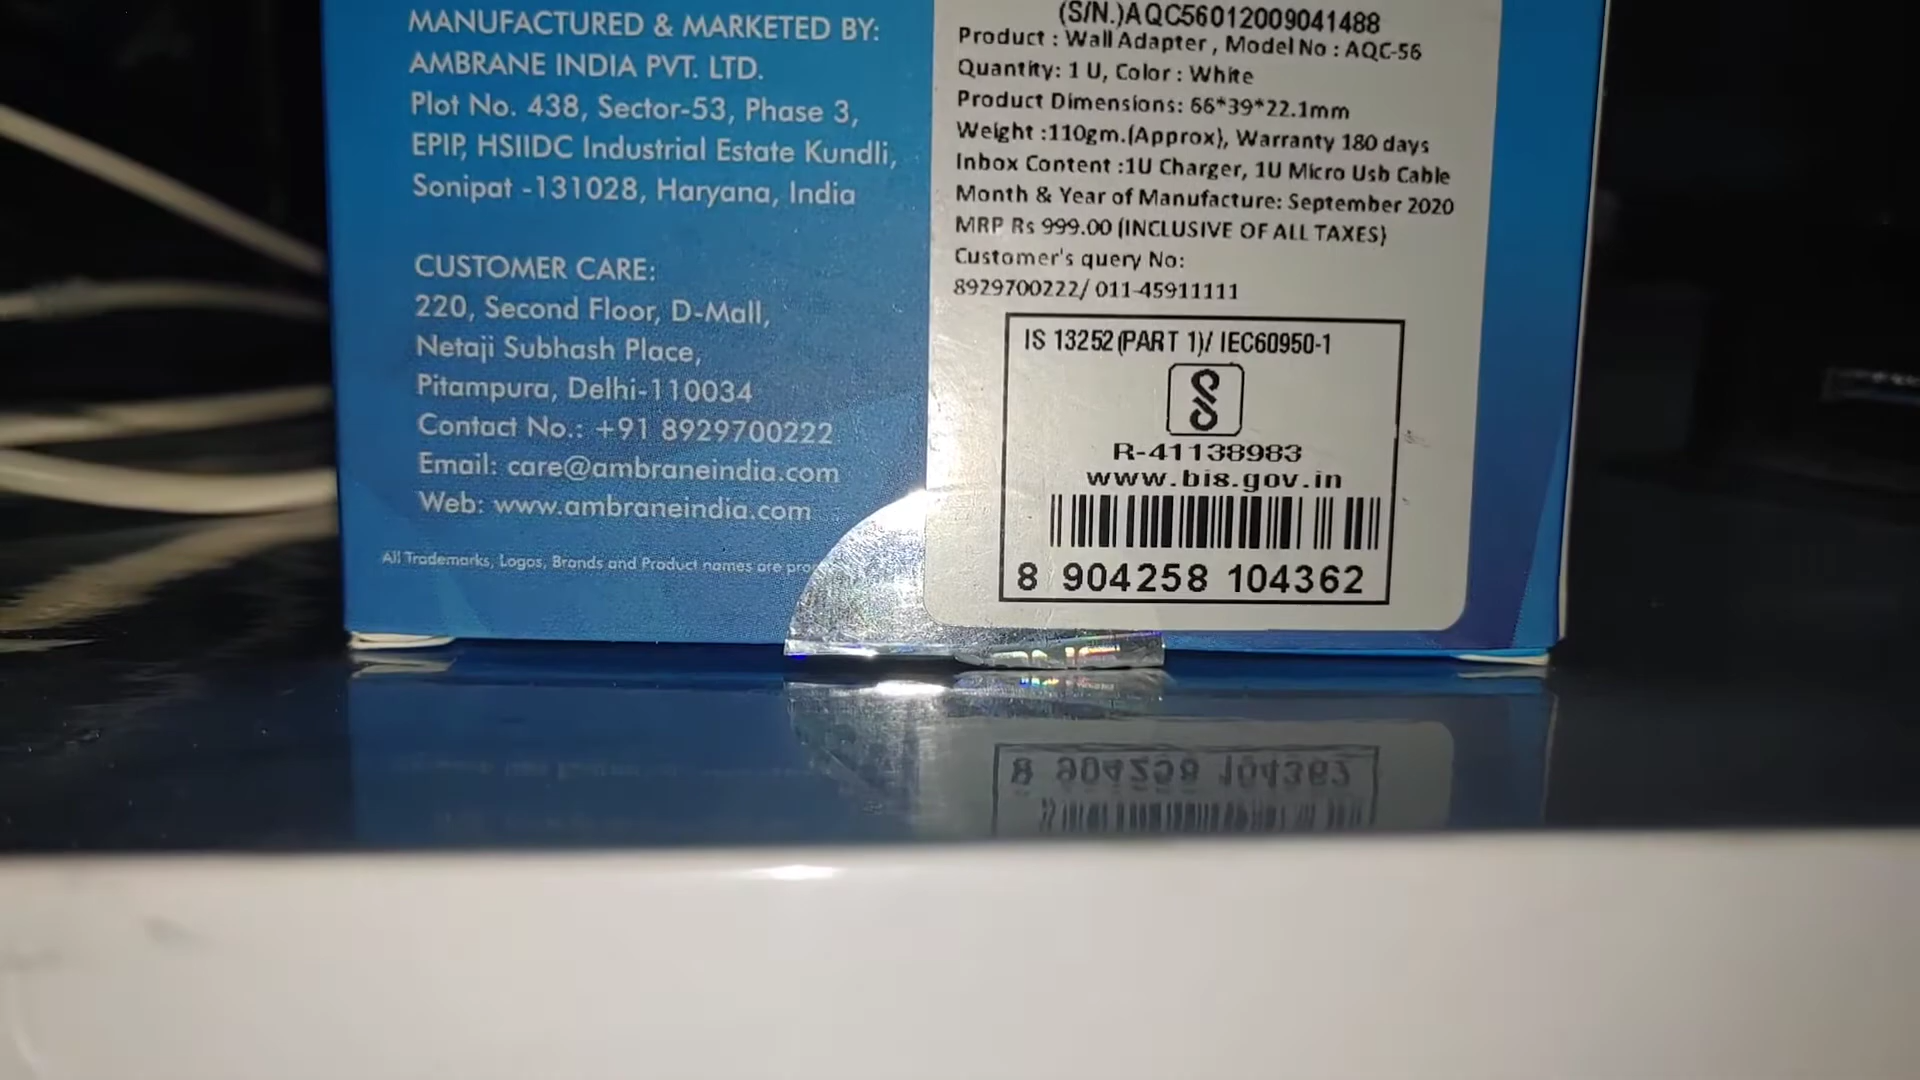 MANUFACTURED & MARKETED BY:
AMBRANE INDIA PVT. LTD.
Plot No. 438, Sector-53, Phase 3,
EPIP, HSIIDC Industrial Estate Kundli,
Sonipat -131028, Haryana, India
CUSTOMER CARE:
220, Second Floor, D-Mall,
Netaji Subhash Place,
Pitampura, Delhi-110034
Contact No.: +91 8929700222
Email: care@ambraneindia.com
Web: www.ambraneindia.com
All Trademarks, Logos, Brands and Product names are
(S/N.)AQC56012009041488
Product : Wall Adapter , Model No : AQC-56
Quantity: 1 U, Color : White
Product Dimensions: 66*39*22.1mm
Weight :110gm.(Approx), Warranty 180 days
Inbox Content :1U Charger, 1U Micro Usb Cable
Month & Year of Manufacture: September 2020
MRP Rs 999.00 (INCLUSIVE OF ALL TAXES)
Customer's query No:
8929700222/ 011-45911111
IS 13252 (PART 1)/ IEC60950-1
R-41138983
www.bis.gov.in
8 904258 104362